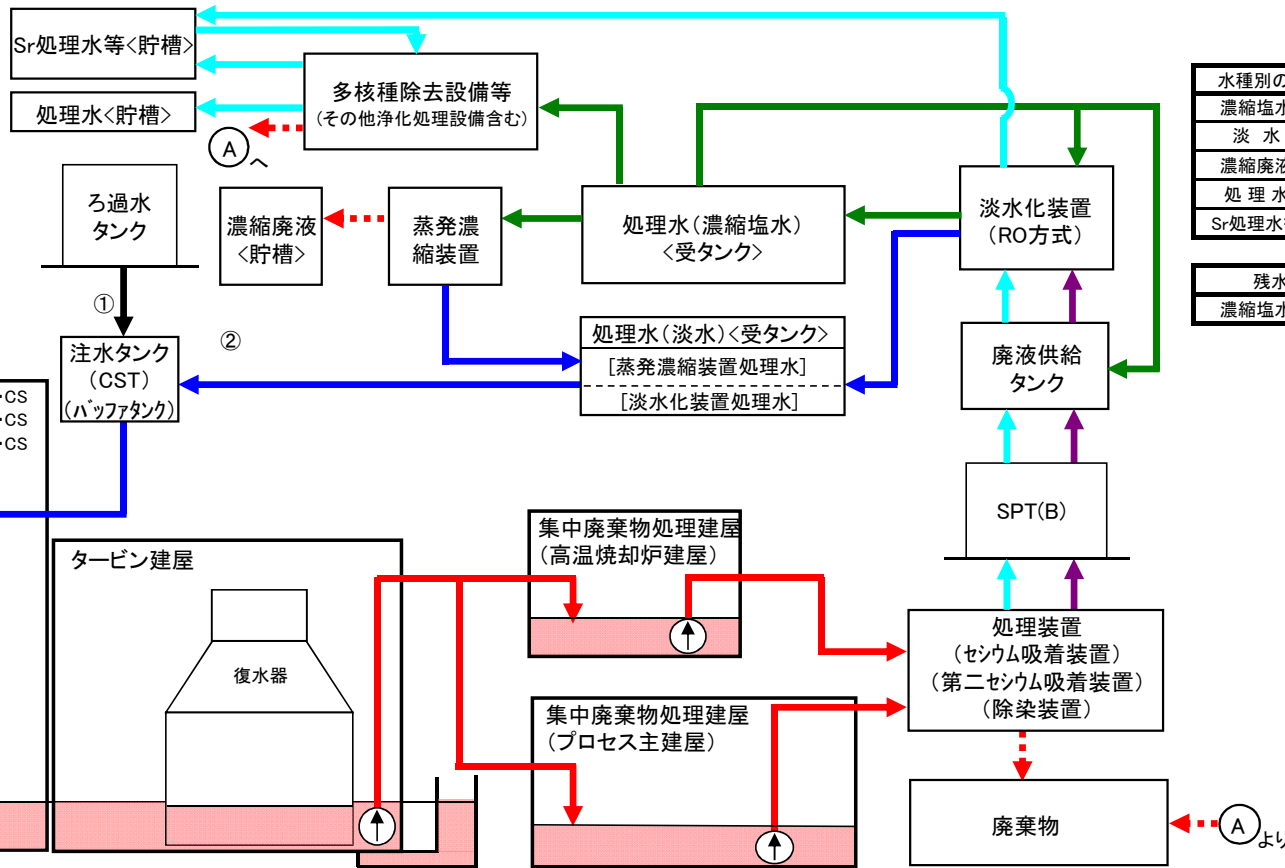 Sr処理水等<貯槽>
処理水<貯槽>
多核種除去設備等
(その他浄化処理設備含む)
Aへ
ろ過水
タンク
濃縮廃液
<貯槽>
蒸発濃
縮装置
処理水(濃縮塩水)
<受タンク>
淡水化装置
(RO方式)
水種別の
濃縮塩水
淡 水
濃縮廃液
処 理 水
Sr処理水
残水
濃縮塩水
①
②
注水タンク
(CST)
(バッファタンク)
処理水(淡水)<受タンク>
[蒸発濃縮装置処理水]
[淡水化装置処理水]
廃液供給
タンク
・CS
・CS
・CS
SPT(B)
タービン建屋
復水器
集中廃棄物処理建屋
(高温焼却炉建屋)
集中廃棄物処理建屋
(プロセス主建屋)
処理装置
(セシウム吸着装置)
(第二セシウム吸着装置)
(除染装置)
廃棄物
Aより